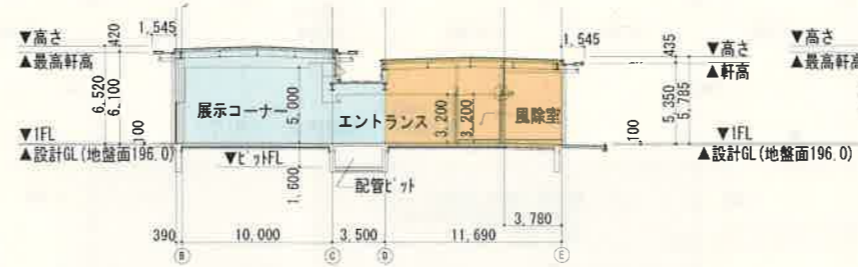 ▼高さ
▲最高軒高
6,520
6,100
420
1,545
100
▼1FL
▲設計GL(地盤面196.0)
展示コーナー
5,000
エントランス
3,200
3,200
風除室
▼ピットFL
1,600
配管ピット
1,545
435
5,350
5,785
100
▼高さ
▲軒高
▼1FL
▲設計GL(地盤面196.0)
▼高さ
▲最高軒高
3,780
390
10,000
3,500
11,690
B
C
D
E